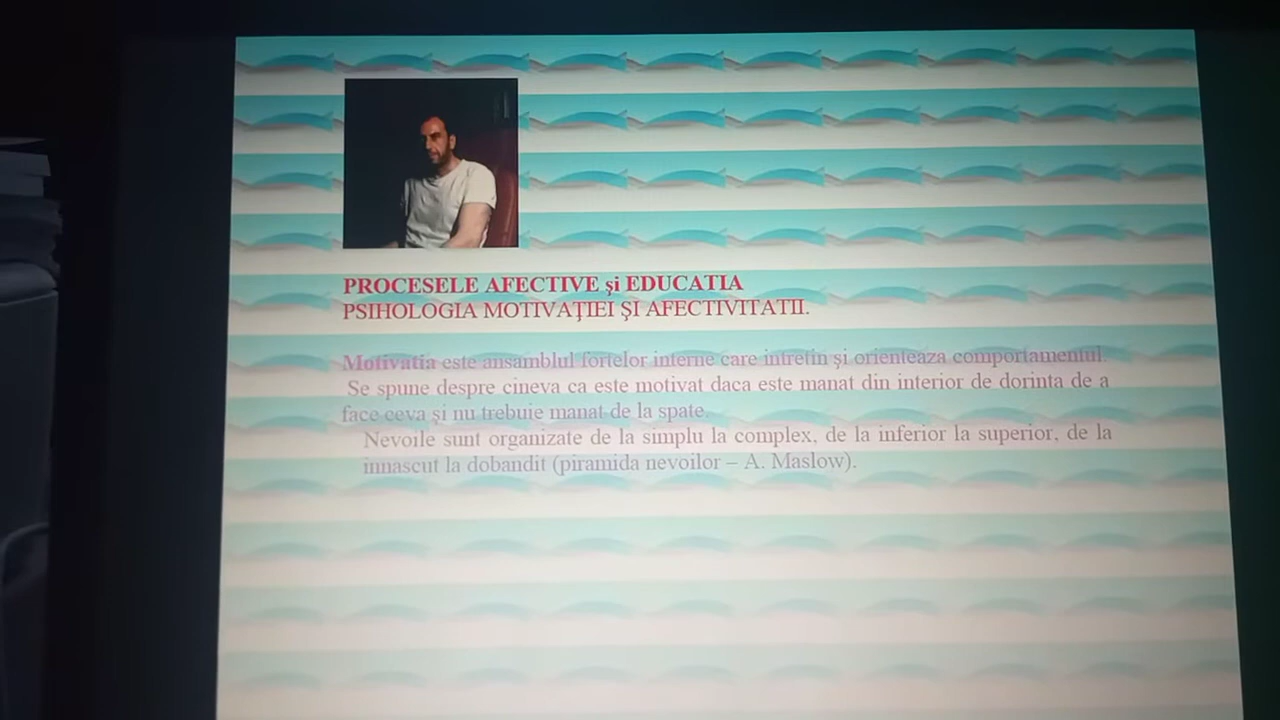 PROCESELE AFECTIVE şi EDUCATIA
PSIHOLOGIA MOTIVAŢIEI ŞI AFECTIVITATII.
Motivatia este ansamblul fortelor interne care intretin şi orienteaza comportamentul.
Se spune despre cineva ca este motivat daca este manat din interior de dorinta de a
face ceva şi nu trebuie manat de la spate.
Nevoile sunt organizate de la simplu la complex, de la inferior la superior, de la
innascut la dobandit (piramida nevoilor – A. Maslow).